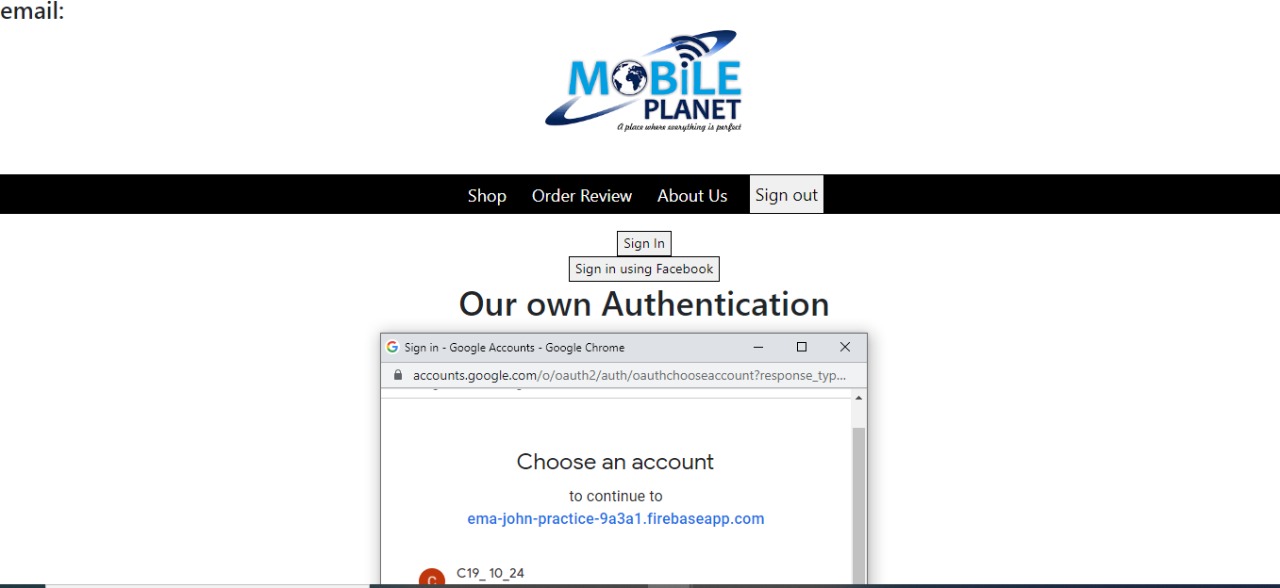 email:
MOBiLE
PLANET
A place where everything is perfect
Shop Order Review About Us Sign out
Sign In
Sign in using Facebook
Our own Authentication
Sign in - Google Accounts - Google Chrome
accounts.google.com/o/oauth2/auth/oauthchooseaccount?response_typ...
Choose an account
to continue to
ema-john-practice-9a3a1.firebaseapp.com
C
C19_ 10_24